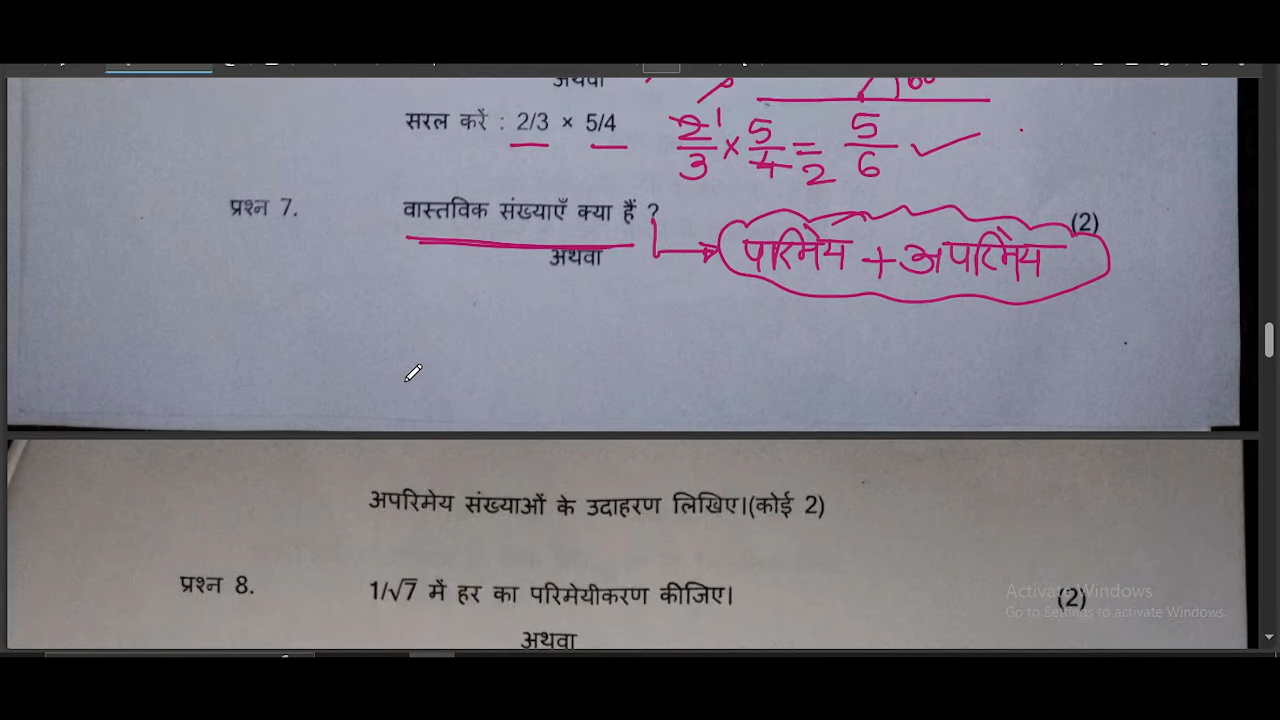 अथवा
सरल करें : 2/3 × 5/4
2/3 × 5/4 = 5/6
1
2
प्रश्न 7. वास्तविक संख्याएँ क्या हैं ? (2)
परिमेय + अपरिमेय
अथवा
अपरिमेय संख्याओं के उदाहरण लिखिए।(कोई 2)
प्रश्न 8. 1/√7 में हर का परिमेयीकरण कीजिए। (2)
Activate Windows
Go to Settings to activate Windows.
अथवा